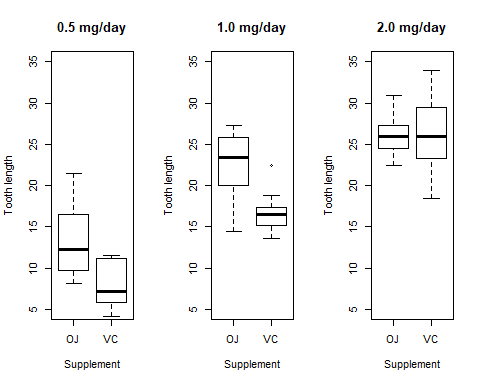 0.5 mg/day
35
30
25
20
15
10
5
Tooth length
OJ VC
Supplement
1.0 mg/day
35
30
25
20
15
10
5
Tooth length
OJ VC
Supplement
2.0 mg/day
35
30
25
20
15
10
5
Tooth length
OJ VC
Supplement